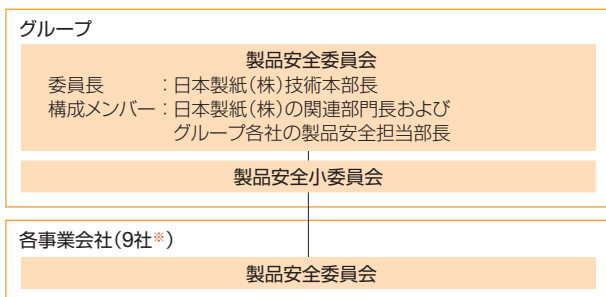 グループ
製品安全委員会
委員長　　　：日本製紙(株)技術本部長
構成メンバー：日本製紙(株)の関連部門長および
グループ各社の製品安全担当部長
製品安全小委員会
各事業会社(9社※)
製品安全委員会